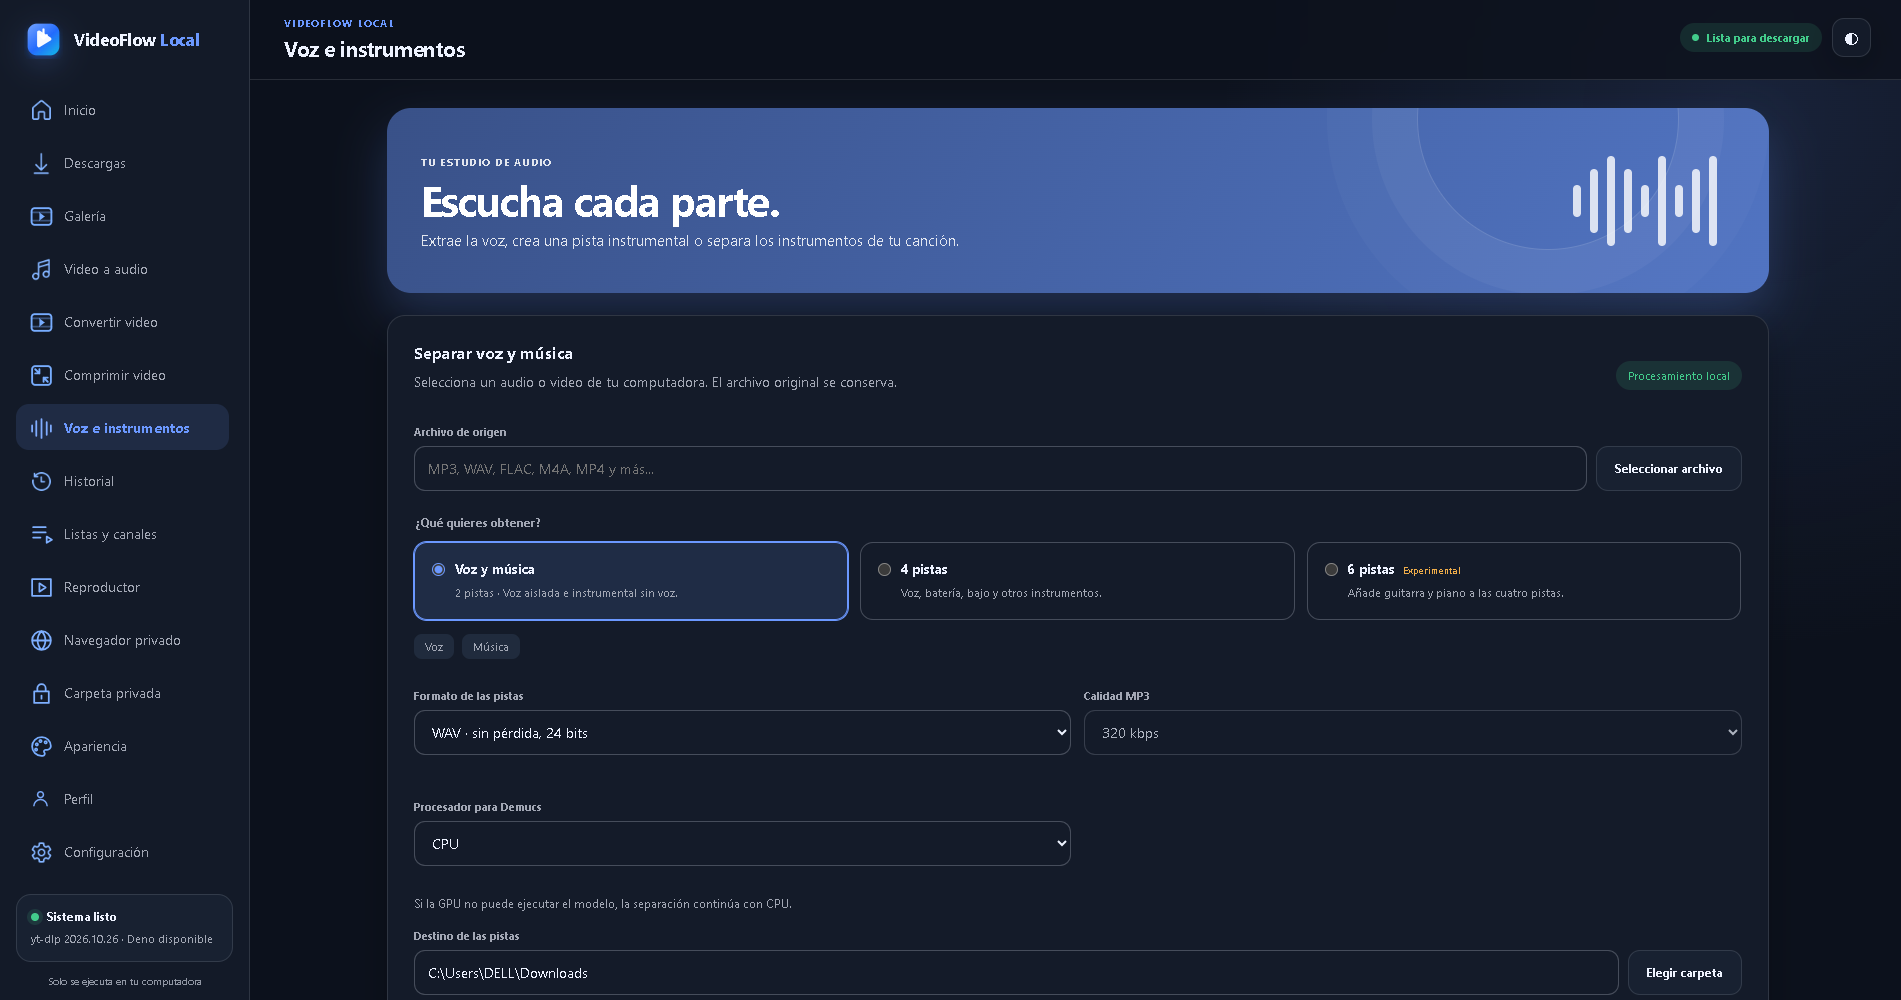 VideoFlow Local
Inicio
Descargas
Galería
Video a audio
Convertir video
Comprimir video
Voz e instrumentos
Historial
Listas y canales
Reproductor
Navegador privado
Carpeta privada
Apariencia
Perfil
Configuración
Sistema listo
yt-dlp 2026.10.26 · Deno disponible
Solo se ejecuta en tu computadora
VIDEOFLOW LOCAL
Voz e instrumentos
Lista para descargar
TU ESTUDIO DE AUDIO
Escucha cada parte.
Extrae la voz, crea una pista instrumental o separa los instrumentos de tu canción.
Separar voz y música
Selecciona un audio o video de tu computadora. El archivo original se conserva.
Procesamiento local
Archivo de origen
MP3, WAV, FLAC, M4A, MP4 y más...
Seleccionar archivo
¿Qué quieres obtener?
Voz y música
2 pistas · Voz aislada e instrumental sin voz.
4 pistas
Voz, batería, bajo y otros instrumentos.
6 pistas Experimental
Añade guitarra y piano a las cuatro pistas.
Voz Música
Formato de las pistas
WAV · sin pérdida, 24 bits
Calidad MP3
320 kbps
Procesador para Demucs
CPU
Si la GPU no puede ejecutar el modelo, la separación continúa con CPU.
Destino de las pistas
C:\Users\DELL\Downloads
Elegir carpeta